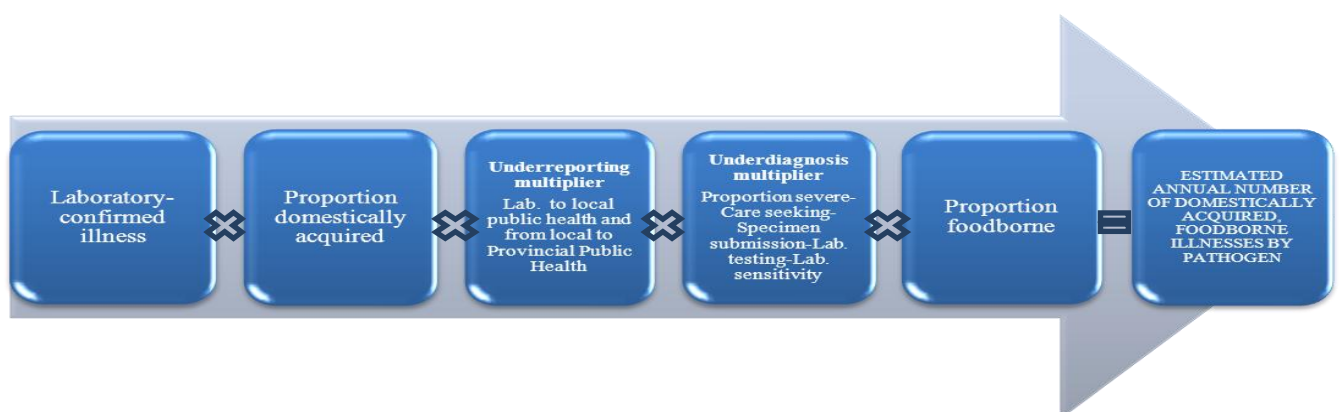 Laboratory-
confirmed
illness
Proportion
domestically
acquired
Underreporting
multiplier
Lab. to local
public health and
from local to
Provincial Public
Health
Underdiagnosis
multiplier
Proportion severe-
Care seeking-
Specimen
submission-Lab.
testing-Lab.
sensitivity
Proportion
foodborne
ESTIMATED
ANNUAL NUMBER
OF DOMESTICALLY
ACQUIRED,
FOODBORNE
ILLNESSES BY
PATHOGEN